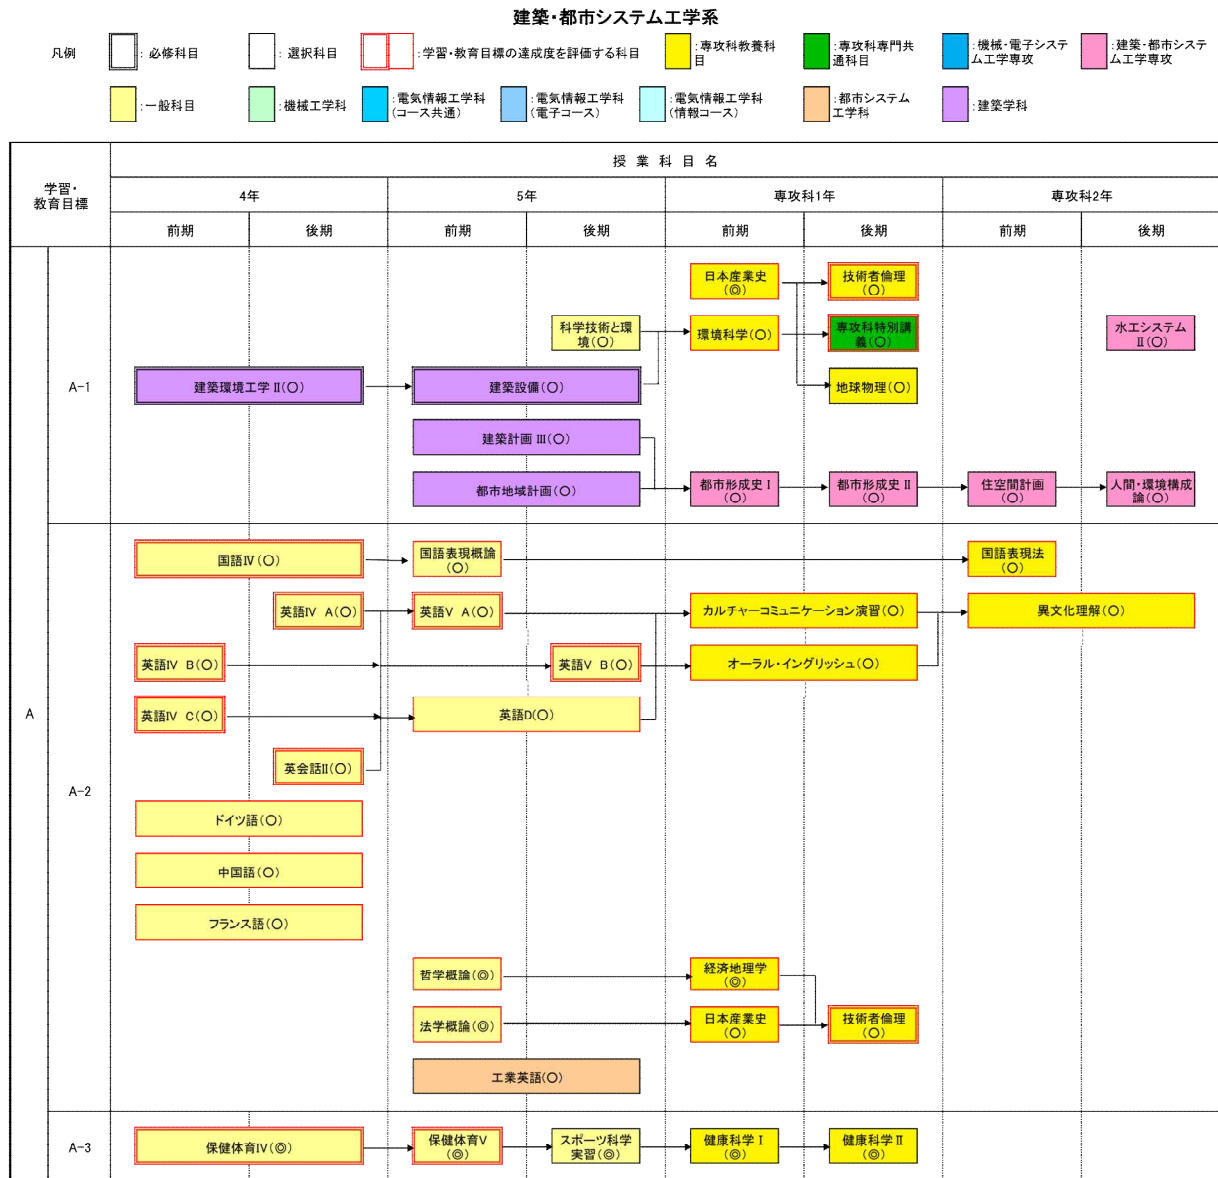 建築・都市システム工学系
凡例
：必修科目
：選択科目
：学習・教育目標の達成度を評価する科目
：専攻科教養科
目
：専攻科専門共
通科目
：機械・電子システ
ム工学専攻
：建築・都市シス
テム工学専攻
：一般科目
：機械工学科
：電気情報工学科
（コース共通）
：電気情報工学科
（電子コース）
：電気情報工学科
（情報コース）
：都市システム
工学科
：建築学科
学習・
教育目標
授 業 科 目 名
4年
5年
専攻科1年
専攻科2年
前期
後期
前期
後期
前期
後期
前期
後期
A
A-1
日本産業史
（◎）
技術者倫理
（○）
科学技術と環
境（○）
環境科学（○）
専攻科特別講
義（○）
水工システム
Ⅱ（○）
建築環境工学Ⅱ（○）
建築設備（○）
地球物理（○）
建築計画Ⅲ（○）
都市地域計画（○）
都市形成史Ⅰ
（○）
都市形成史Ⅱ
（○）
住空間計画
（○）
人間・環境構成
論（○）
A-2
国語Ⅳ（○）
国語表現概論
（○）
国語表現法
（○）
英語Ⅳ A（○）
英語Ⅴ A（○）
カルチャーコミュニケーション演習（○）
異文化理解（○）
英語Ⅳ B（○）
英語Ⅴ B（○）
オーラル・イングリッシュ（○）
英語Ⅳ C（○）
英語D（○）
英会話Ⅱ（○）
ドイツ語（○）
中国語（○）
フランス語（○）
哲学概論（◎）
経済地理学
（◎）
法学概論（◎）
日本産業史
（○）
技術者倫理
（○）
工業英語（○）
A-3
保健体育Ⅳ（◎）
保健体育Ⅴ
（◎）
スポーツ科学
実習（◎）
健康科学Ⅰ
（◎）
健康科学Ⅱ
（◎）